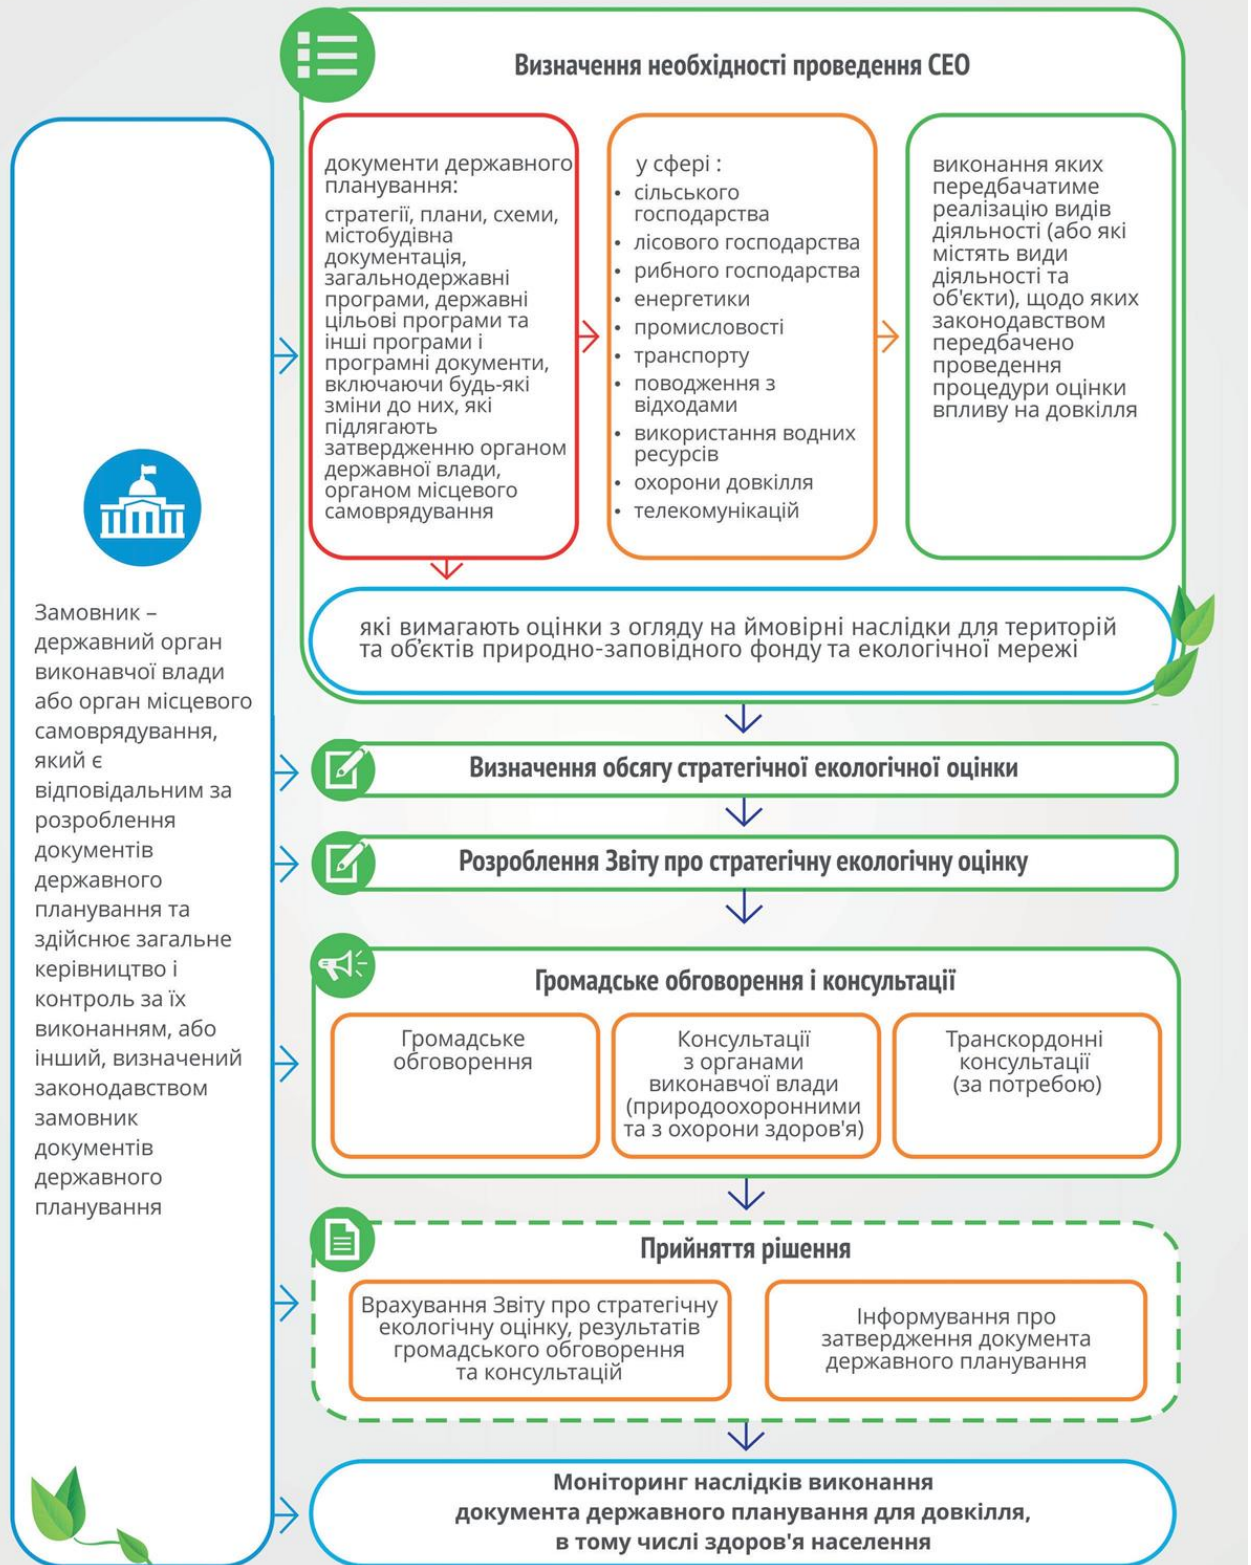 Визначення необхідності проведення СЕО
документи державного
планування:
стратегії, плани, схеми,
містобудівна
документація,
загальнодержавні
програми, державні
цільові програми та
інші програми і
програмні документи,
включаючи будь-які
зміни до них, які
підлягають
затвердженню органом
державної влади,
органом місцевого
самоврядування
у сфері :
• сільського
господарства
• лісового господарства
• рибного господарства
• енергетики
• промисловості
• транспорту
• поводження з
відходами
• використання водних
ресурсів
• охорони довкілля
• телекомунікацій
виконання яких
передбачатиме
реалізацію видів
діяльності (або які
містять види
діяльності та
об'єкти), щодо яких
законодавством
передбачено
проведення
процедури оцінки
впливу на довкілля
які вимагають оцінки з огляду на ймовірні наслідки для територій
та об'єктів природно-заповідного фонду та екологічної мережі
Замовник –
державний орган
виконавчої влади
або орган місцевого
самоврядування,
який є
відповідальним за
розроблення
документів
державного
планування та
здійснює загальне
керівництво і
контроль за їх
виконанням, або
інший, визначений
законодавством
замовник
документів
державного
планування
Визначення обсягу стратегічної екологічної оцінки
Розроблення Звіту про стратегічну екологічну оцінку
Громадське обговорення і консультації
Громадське
обговорення
Консультації
з органами
виконавчої влади
(природоохоронними
та з охорони здоров'я)
Транскордонні
консультації
(за потребою)
Прийняття рішення
Врахування Звіту про стратегічну
екологічну оцінку, результатів
громадського обговорення
та консультацій
Інформування про
затвердження документа
державного планування
Моніторинг наслідків виконання
документа державного планування для довкілля,
в тому числі здоров'я населення